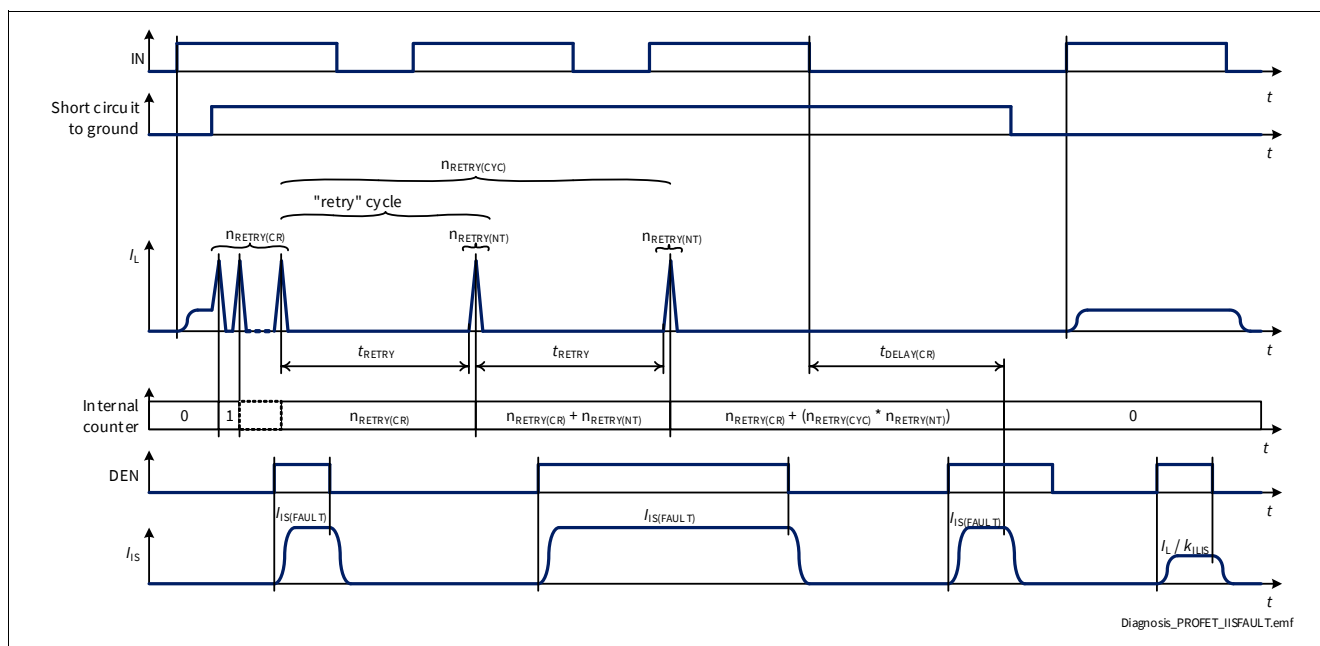 IN
t
Short circuit
to ground
t
nRETRY(CYC)
"retry" cycle
nRETRY(CR)
nRETRY(NT)
nRETRY(NT)
IL
t
tRETRY
tRETRY
tDELAY(CR)
Internal
counter
0
1
nRETRY(CR)
nRETRY(CR) + nRETRY(NT)
nRETRY(CR) + (nRETRY(CYC) * nRETRY(NT))
0
t
DEN
t
IIS(FAULT)
IIS(FAULT)
IIS(FAULT)
IL / kILIS
IIS
t
Diagnosis_PROFET_IISFAULT.emf